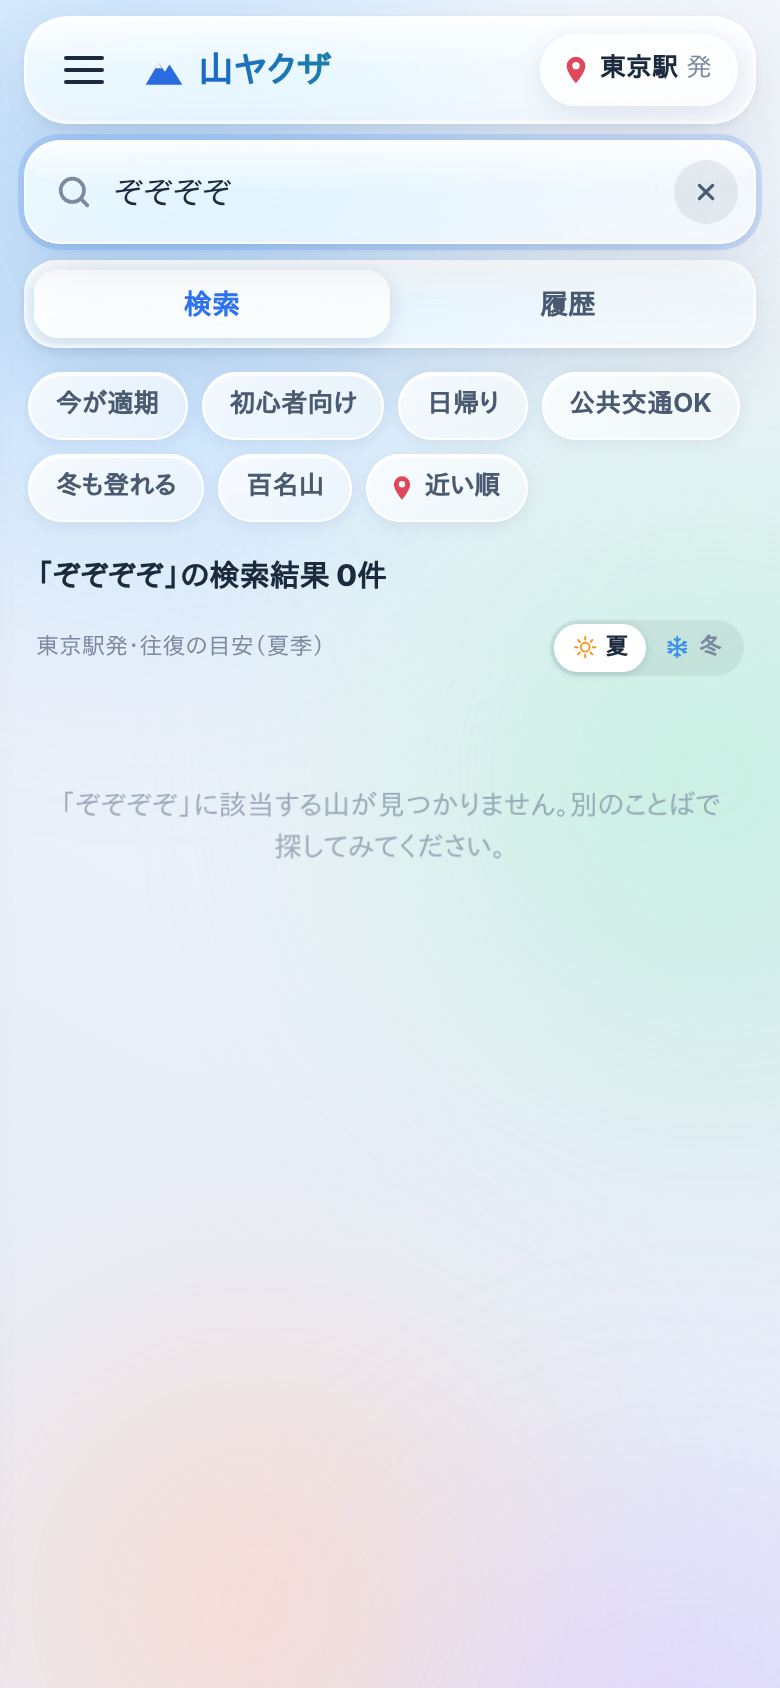 山ヤクザ
東京駅 発
ぞぞぞぞ
検索
履歴
今が適期
初心者向け
日帰り
公共交通OK
冬も登れる
百名山
近い順
「ぞぞぞぞ」の検索結果 0件
東京駅発·往復の目安（夏季）
夏
冬
「ぞぞぞぞ」に該当する山が見つかりません。別のことばで
探してみてください。